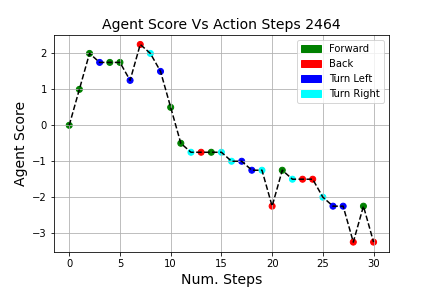 Agent Score Vs Action Steps 2464
Forward
Back
Turn Left
Turn Right
Agent Score
2
1
0
−1
−2
−3
0 5 10 15 20 25 30
Num. Steps